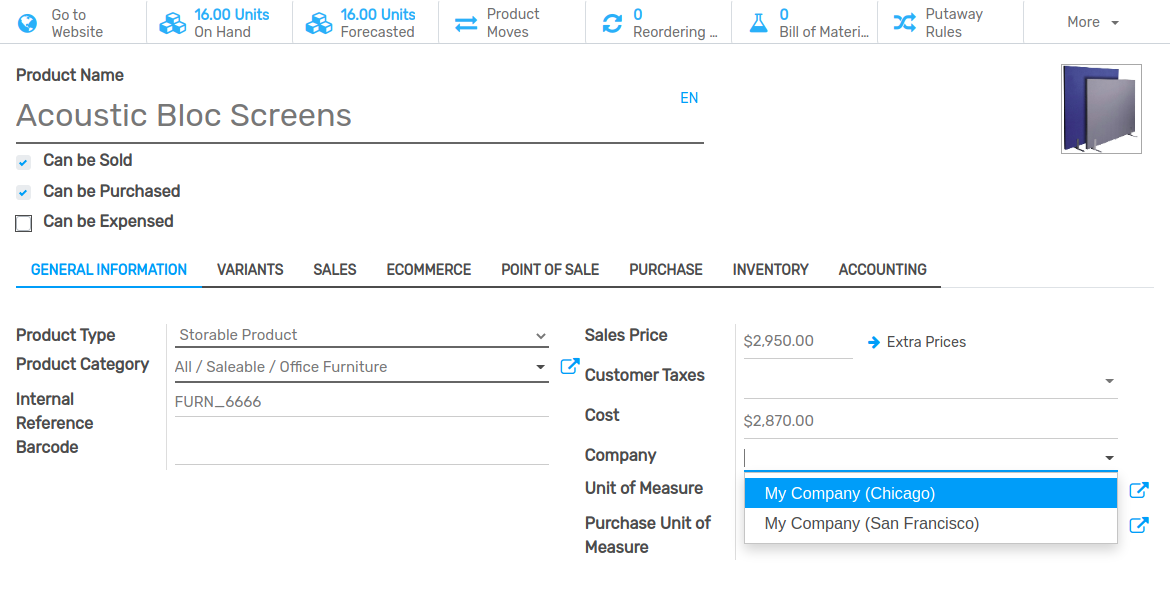 Go to
Website
16.00 Units
On Hand
16.00 Units
Forecasted
Product
Moves
0
Reordering ...
0
Bill of Materi...
Putaway
Rules
More
Product Name
Acoustic Bloc Screens
EN
Can be Sold
Can be Purchased
Can be Expensed
GENERAL INFORMATION VARIANTS SALES ECOMMERCE POINT OF SALE PURCHASE INVENTORY ACCOUNTING
Product Type Storable Product
Product Category All / Saleable / Office Furniture
Internal
Reference FURN_6666
Barcode
Sales Price $2,950.00 Extra Prices
Customer Taxes
Cost $2,870.00
Company
My Company (Chicago)
My Company (San Francisco)
Unit of Measure
Purchase Unit of
Measure